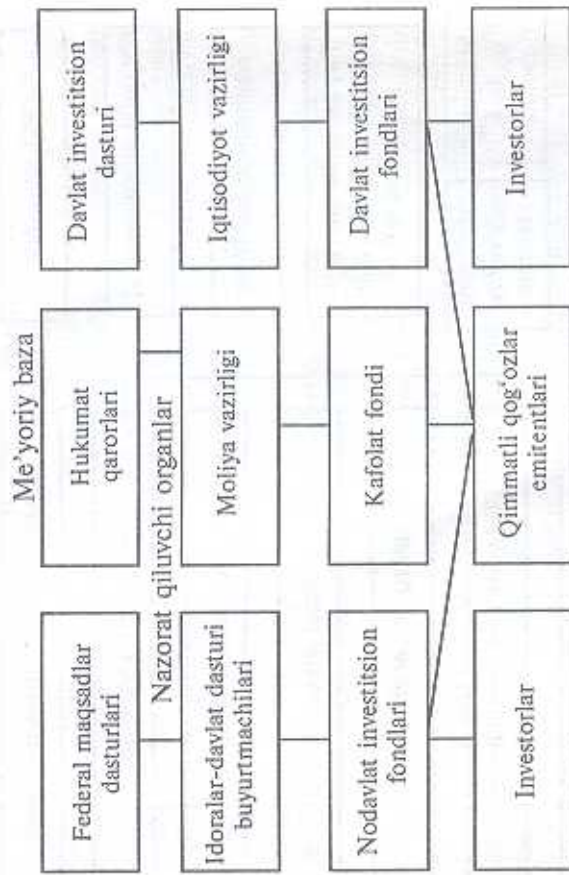 Me'yoriy baza
Federal maqsadlar
dasturlari
Hukumat
qarorlari
Davlat investitsion
dasturi
Nazorat qiluvchi organlar
Idoralar-davlat dasturi
buyurtmachilari
Moliya vazirligi
Iqtisodiyot vazirligi
Nodavlat investitsion
fondlari
Kafolat fondi
Davlat investitsion
fondlari
Investorlar
Qimmatli qog‘ozlar
emitentlari
Investorlar